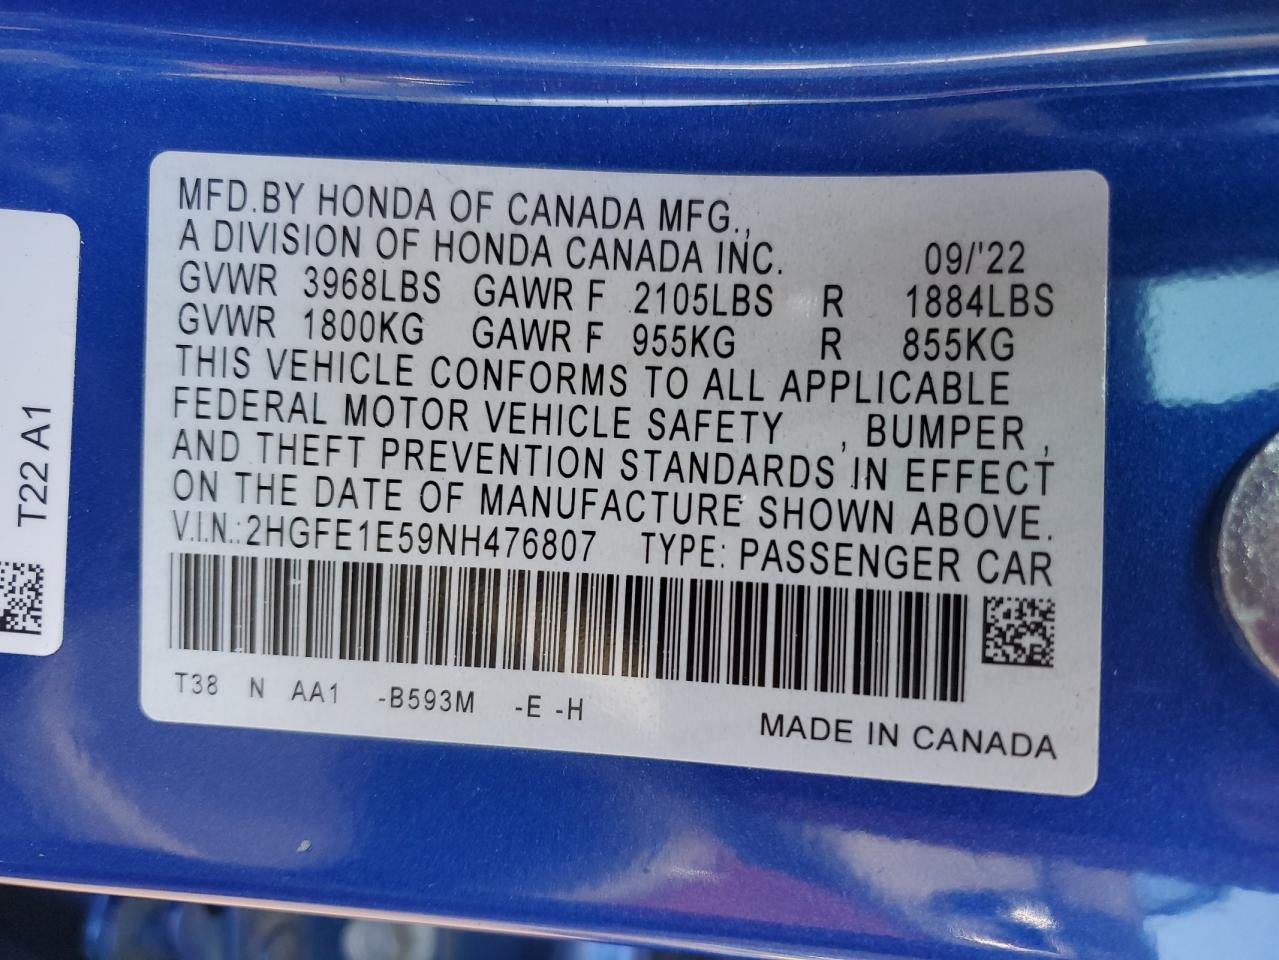 MFD.BY HONDA OF CANADA MFG.,
A DIVISION OF HONDA CANADA INC. 09/'22
GVWR 3968LBS GAWR F 2105LBS R 1884LBS
GVWR 1800KG GAWR F 955KG R 855KG
THIS VEHICLE CONFORMS TO ALL APPLICABLE
FEDERAL MOTOR VEHICLE SAFETY , BUMPER ,
AND THEFT PREVENTION STANDARDS IN EFFECT
ON THE DATE OF MANUFACTURE SHOWN ABOVE.
V.I.N.:2HGFE1E59NH476807 TYPE: PASSENGER CAR
T38 N AA1 -B593M -E -H
MADE IN CANADA
T22 A1